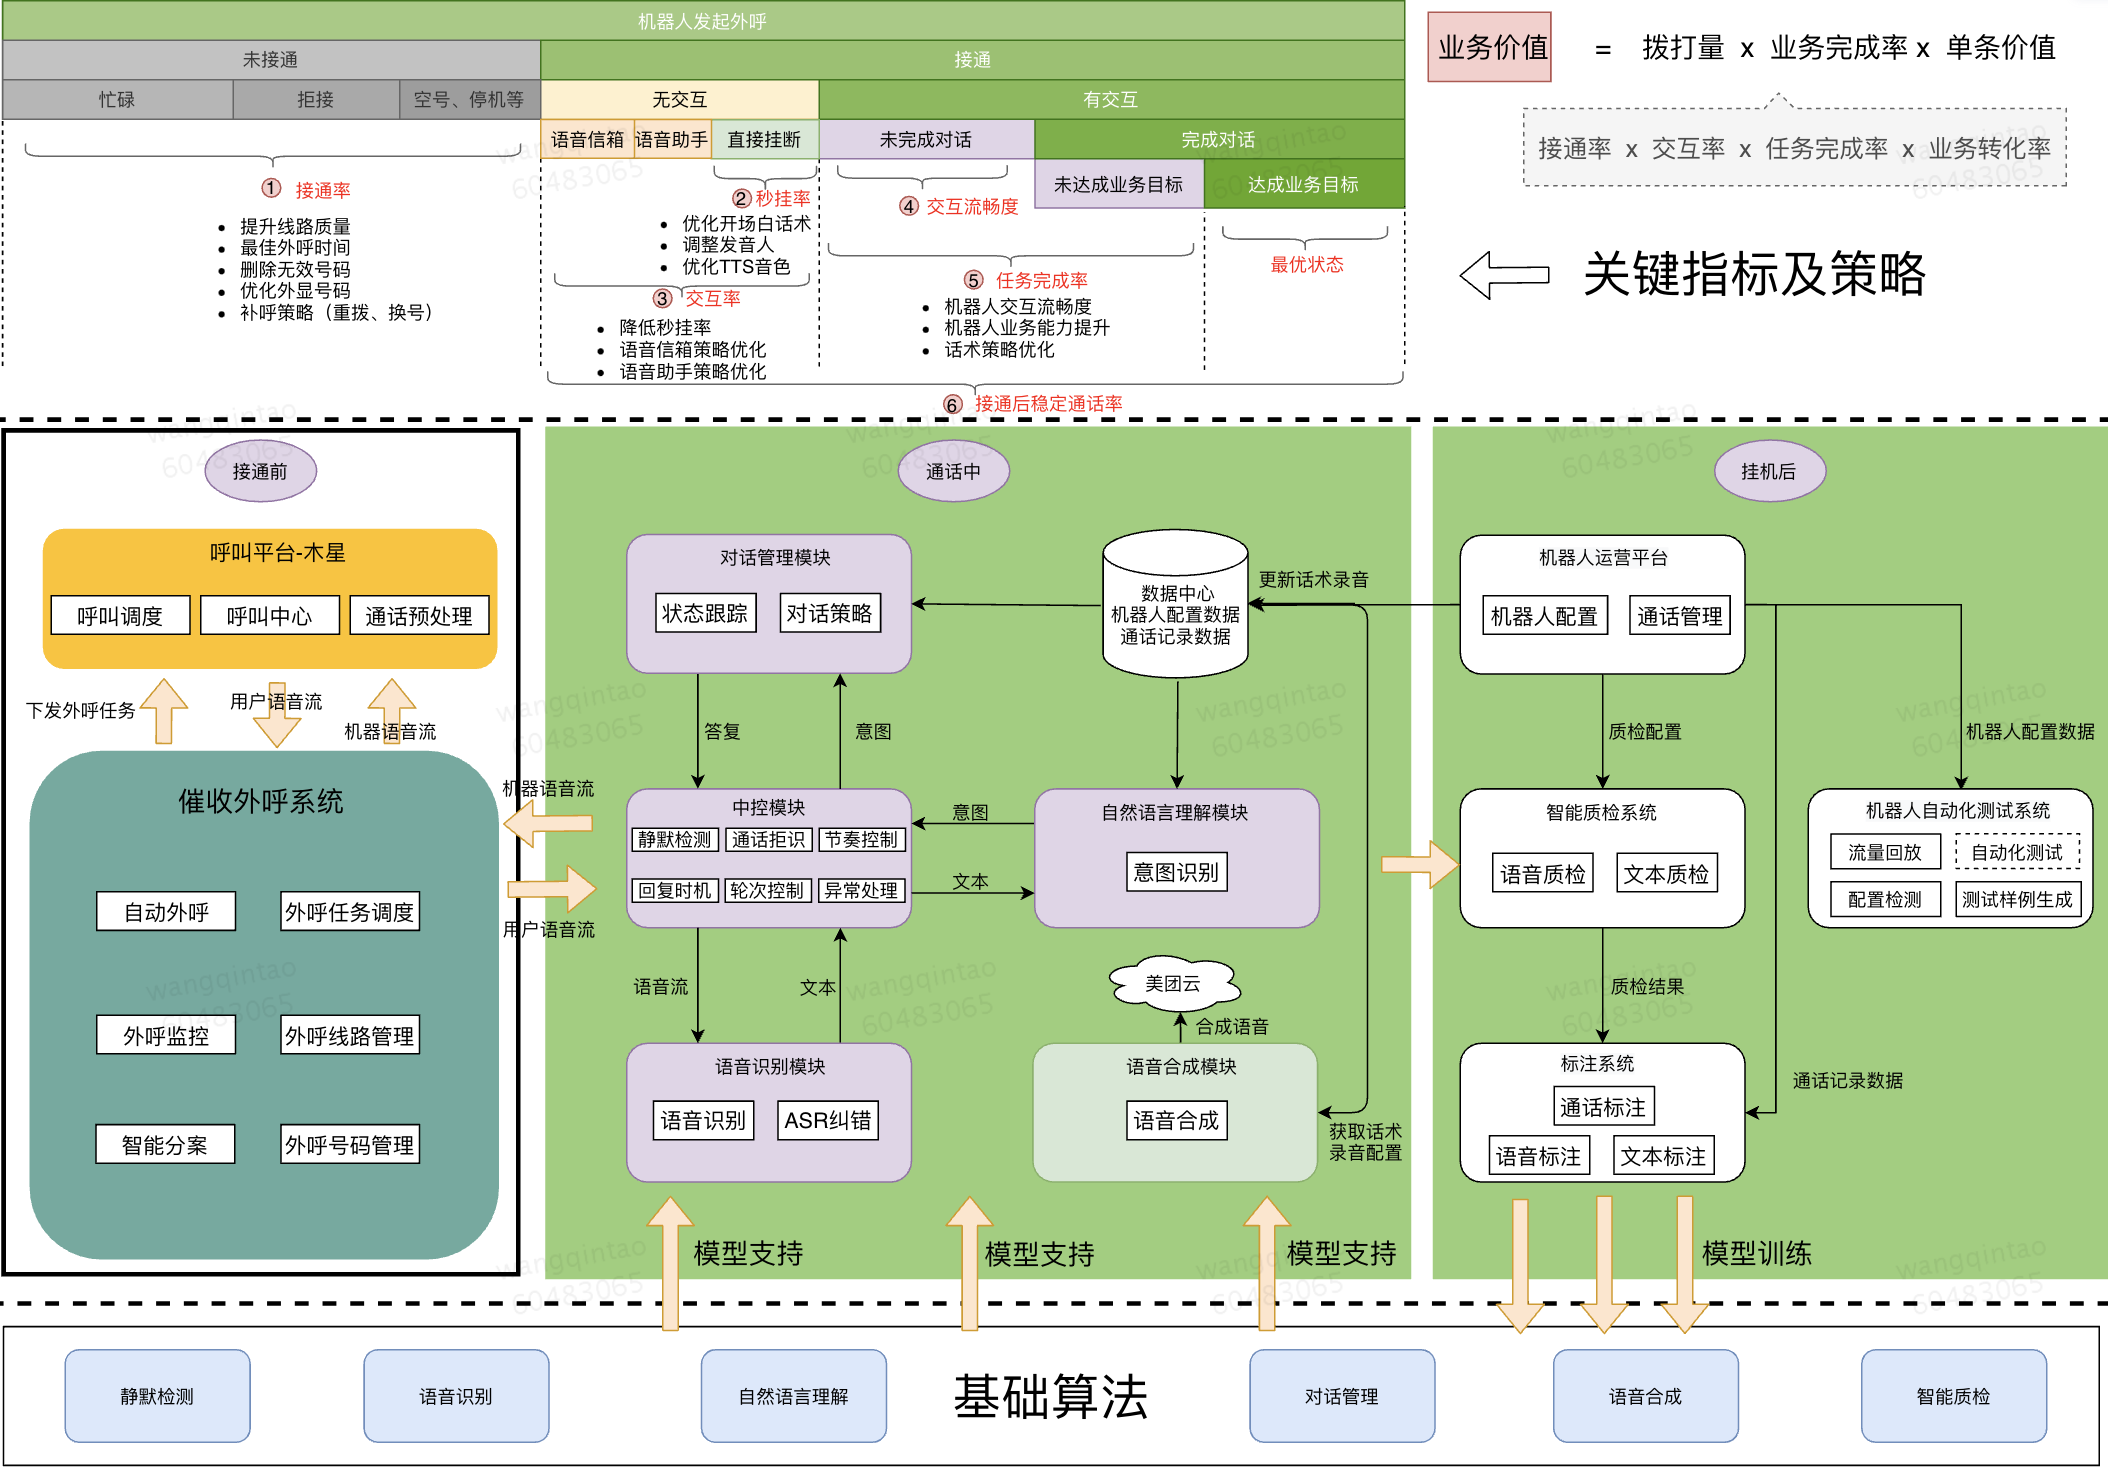 机器人发起外呼
未接通
接通
忙碌
拒接
空号、停机等
无交互
有交互
语音信箱
语音助手
直接挂断
未完成对话
完成对话
未达成业务目标
达成业务目标
业务价值 = 拨打量 x 业务完成率 x 单条价值
接通率 x 交互率 x 任务完成率 x 业务转化率
关键指标及策略
① 接通率
• 提升线路质量
• 最佳外呼时间
• 删除无效号码
• 优化外显号码
• 补呼策略（重拨、换号）
② 秒挂率
• 优化开场白话术
• 调整发音人
• 优化TTS音色
③ 交互率
• 降低秒挂率
• 语音信箱策略优化
• 语音助手策略优化
④ 交互流畅度
⑤ 任务完成率
• 机器人交互流畅度
• 机器人业务能力提升
• 话术策略优化
最优状态
⑥ 接通后稳定通话率
接通前
呼叫平台-木星
呼叫调度
呼叫中心
通话预处理
下发外呼任务
用户语音流
机器语音流
催收外呼系统
自动外呼
外呼任务调度
外呼监控
外呼线路管理
智能分案
外呼号码管理
机器语音流
用户语音流
通话中
对话管理模块
状态跟踪
对话策略
数据中心
机器人配置数据
通话记录数据
更新话术录音
答复
意图
中控模块
静默检测
通话拒识
节奏控制
回复时机
轮次控制
异常处理
意图
文本
自然语言理解模块
意图识别
语音流
文本
美团云
合成语音
语音识别模块
语音识别
ASR纠错
语音合成模块
语音合成
获取话术
录音配置
模型支持
模型支持
模型支持
挂机后
机器人运营平台
机器人配置
通话管理
质检配置
机器人配置数据
智能质检系统
语音质检
文本质检
机器人自动化测试系统
流量回放
自动化测试
配置检测
测试样例生成
质检结果
标注系统
通话标注
语音标注
文本标注
通话记录数据
模型训练
静默检测
语音识别
自然语言理解
基础算法
对话管理
语音合成
智能质检
wangqintao
60483065